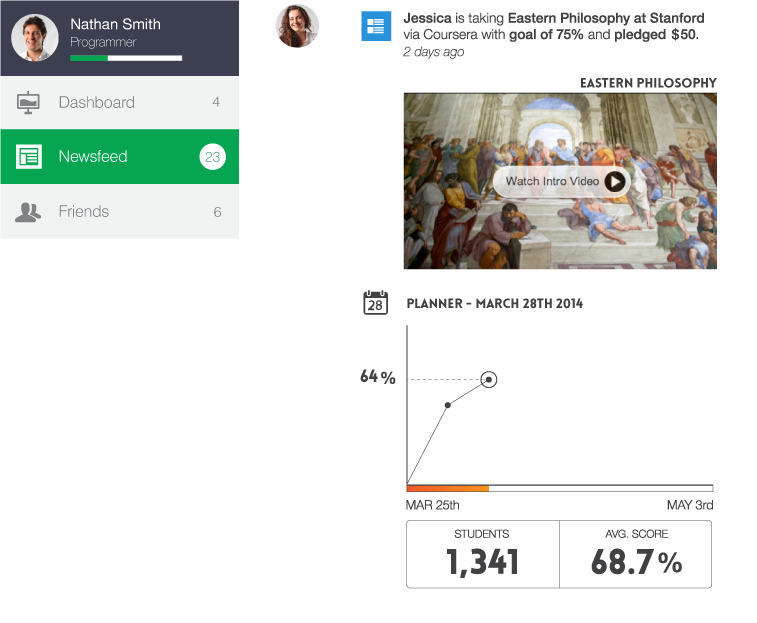 Nathan Smith
Programmer
Dashboard 4
Newsfeed 23
Friends 6
Jessica is taking Eastern Philosophy at Stanford
via Coursera with goal of 75% and pledged $50.
2 days ago
EASTERN PHILOSOPHY
Watch Intro Video
28
PLANNER - MARCH 28TH 2014
64%
MAR 25th MAY 3rd
STUDENTS AVG. SCORE
1,341 68.7%